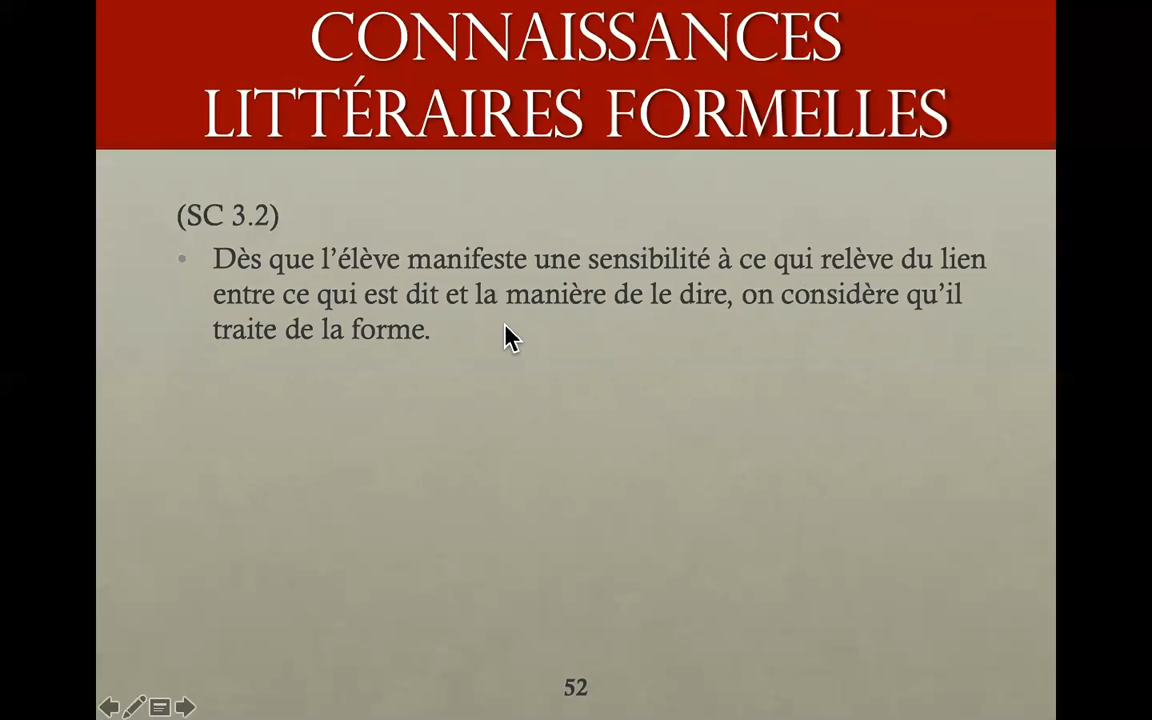 CONNAISSANCES
LITTÉRAIRES FORMELLES
(SC 3.2)
• Dès que l’élève manifeste une sensibilité à ce qui relève du lien
entre ce qui est dit et la manière de le dire, on considère qu’il
traite de la forme.
52